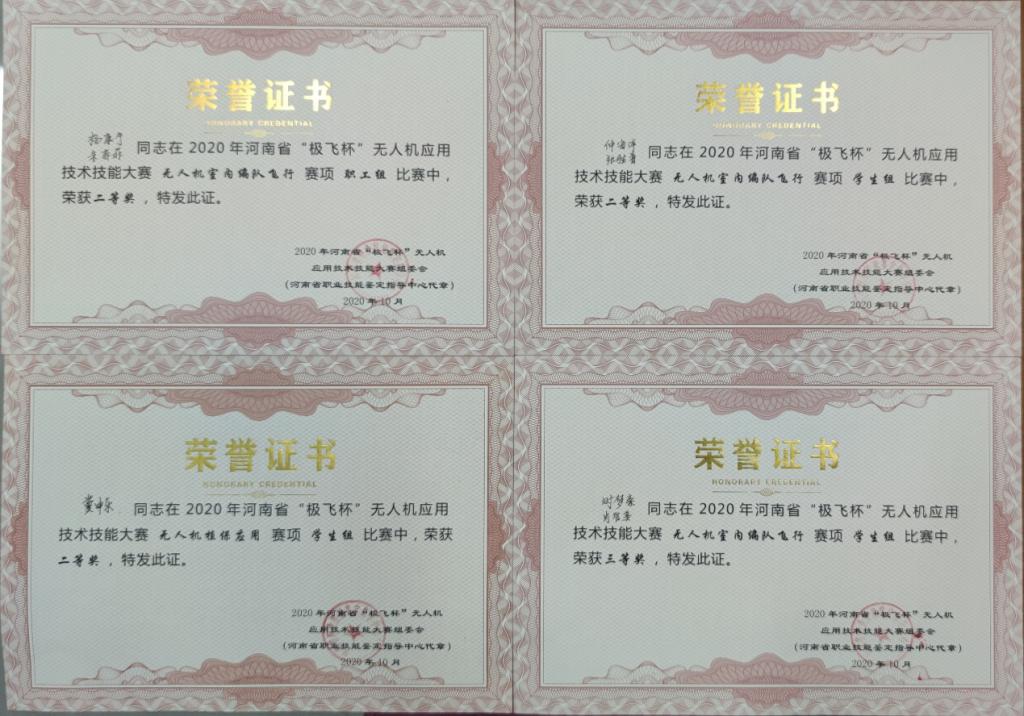 荣誉证书
HONORARY CREDENTIAL
同志在 2020 年河南省“极飞杯”无人机应用
技术技能大赛 无人机室内编队飞行 赛项 职工组 比赛中，
荣获二等奖，特发此证。
2020 年河南省“极飞杯”无人机
应用技术技能大赛组委会
（河南省职业技能鉴定指导中心代章）
2020 年 10 月
荣誉证书
HONORARY CREDENTIAL
同志在 2020 年河南省“极飞杯”无人机应用
技术技能大赛 无人机室内编队飞行 赛项 学生组 比赛中，
荣获二等奖，特发此证。
2020 年河南省“极飞杯”无人机
应用技术技能大赛组委会
（河南省职业技能鉴定指导中心代章）
2020 年 10 月
荣誉证书
HONORARY CREDENTIAL
同志在 2020 年河南省“极飞杯”无人机应用
技术技能大赛 无人机植保应用 赛项 学生组 比赛中，荣获
二等奖，特发此证。
2020 年河南省“极飞杯”无人机
应用技术技能大赛组委会
（河南省职业技能鉴定指导中心代章）
2020 年 10 月
荣誉证书
HONORARY CREDENTIAL
同志在 2020 年河南省“极飞杯”无人机应用
技术技能大赛 无人机室内编队飞行 赛项 学生组 比赛中，
荣获三等奖，特发此证。
2020 年河南省“极飞杯”无人机
应用技术技能大赛组委会
（河南省职业技能鉴定指导中心代章）
2020 年 10 月